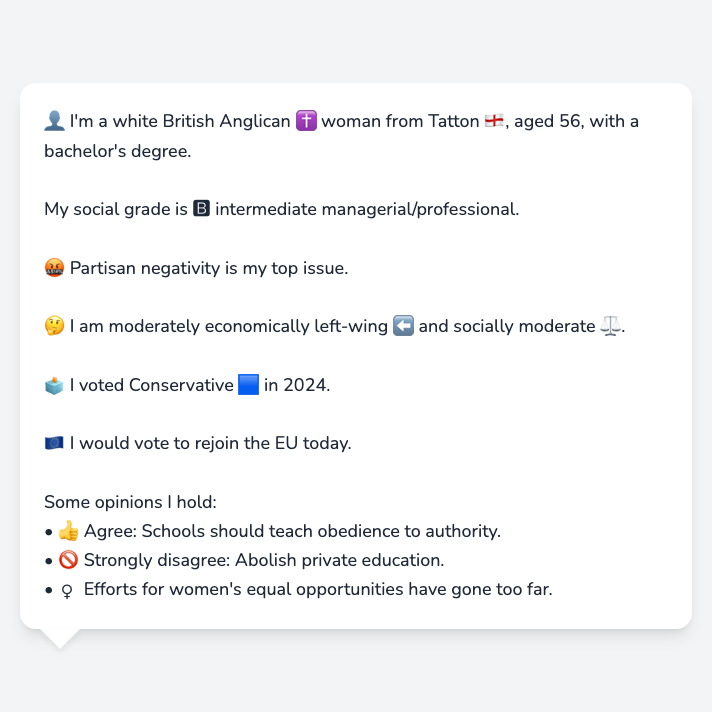 👤 I'm a white British Anglican ✝️ woman from Tatton 🏴󠁧󠁢󠁥󠁮󠁧󠁿, aged 56, with a
bachelor's degree.
My social grade is 🅱 intermediate managerial/professional.
🤬 Partisan negativity is my top issue.
🤔 I am moderately economically left-wing ⬅️ and socially moderate ⚖️.
🗳️ I voted Conservative 🟦 in 2024.
🇪🇺 I would vote to rejoin the EU today.
Some opinions I hold:
• 👍 Agree: Schools should teach obedience to authority.
• 🚫 Strongly disagree: Abolish private education.
• ♀ Efforts for women's equal opportunities have gone too far.